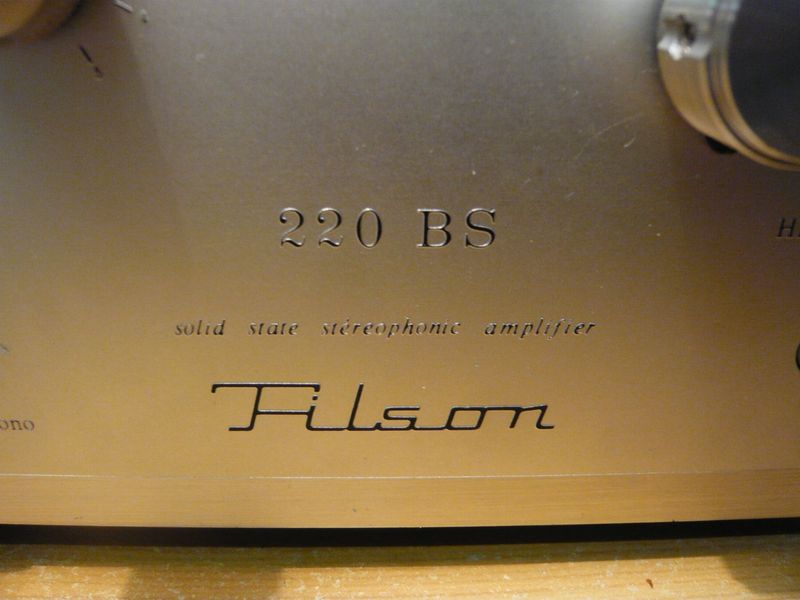 220 BS
solid state stéreophonic amplifier
Filson